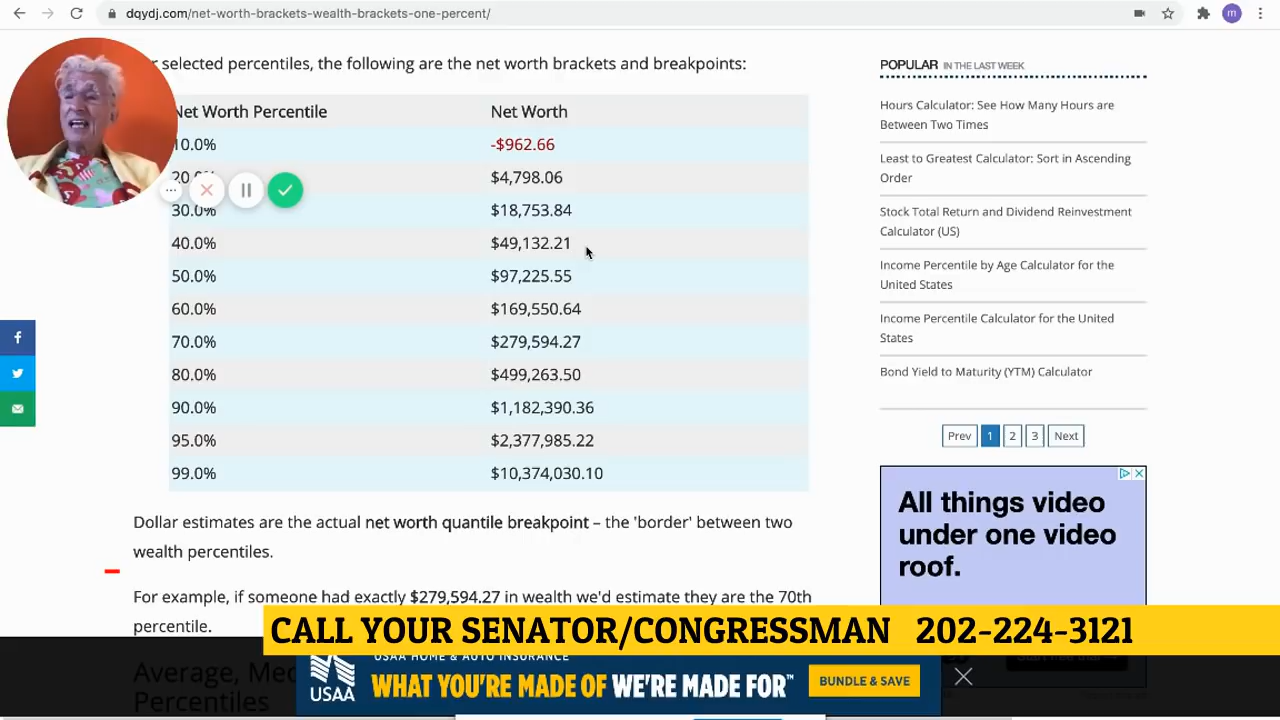 dqydj.com/net-worth-brackets-wealth-brackets-one-percent/
m
selected percentiles, the following are the net worth brackets and breakpoints:
Net Worth Percentile Net Worth
10.0% -$962.66
$4,798.06
30.0% $18,753.84
40.0% $49,132.21
50.0% $97,225.55
60.0% $169,550.64
70.0% $279,594.27
80.0% $499,263.50
90.0% $1,182,390.36
95.0% $2,377,985.22
99.0% $10,374,030.10
Dollar estimates are the actual net worth quantile breakpoint – the 'border' between two
wealth percentiles.
For example, if someone had exactly $279,594.27 in wealth we'd estimate they are the 70th
percentile.
Average,
Percentiles
POPULAR IN THE LAST WEEK
Hours Calculator: See How Many Hours are
Between Two Times
Least to Greatest Calculator: Sort in Ascending
Order
Stock Total Return and Dividend Reinvestment
Calculator (US)
Income Percentile by Age Calculator for the
United States
Income Percentile Calculator for the United
States
Bond Yield to Maturity (YTM) Calculator
Prev 1 2 3 Next
All things video
under one video
roof.
CALL YOUR SENATOR/CONGRESSMAN 202-224-3121
USAA HOME & AUTO INSURANCE
USAA
WHAT YOU'RE MADE OF WE'RE MADE FOR™
BUNDLE & SAVE